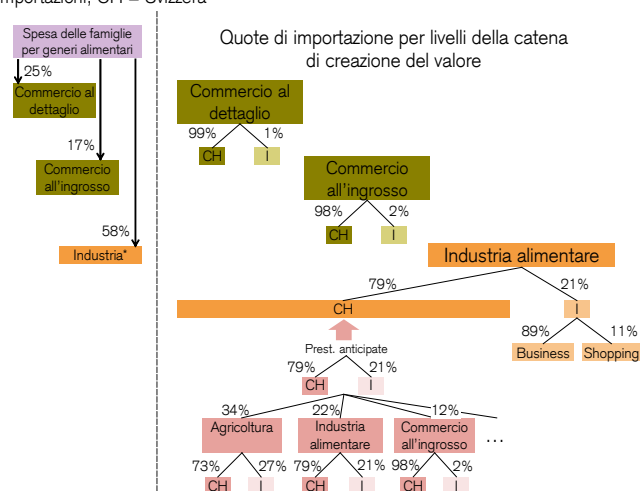 Importazioni, CH = Svizzera
Spesa delle famiglie
per generi alimentari
25%
Commercio al
dettaglio
17%
Commercio
all'ingrosso
58%
Industria*
Quote di importazione per livelli della catena
di creazione del valore
Commercio al
dettaglio
99% 1%
CH I
Commercio
all'ingrosso
98% 2%
CH I
Industria alimentare
79% 21%
CH I
89% 11%
Business Shopping
Prest. anticipate
79% 21%
CH I
34% 22% 12%
Agricoltura
Industria
alimentare
Commercio
all'ingrosso
...
73% 27% 79% 21% 98% 2%
CH I CH I CH I